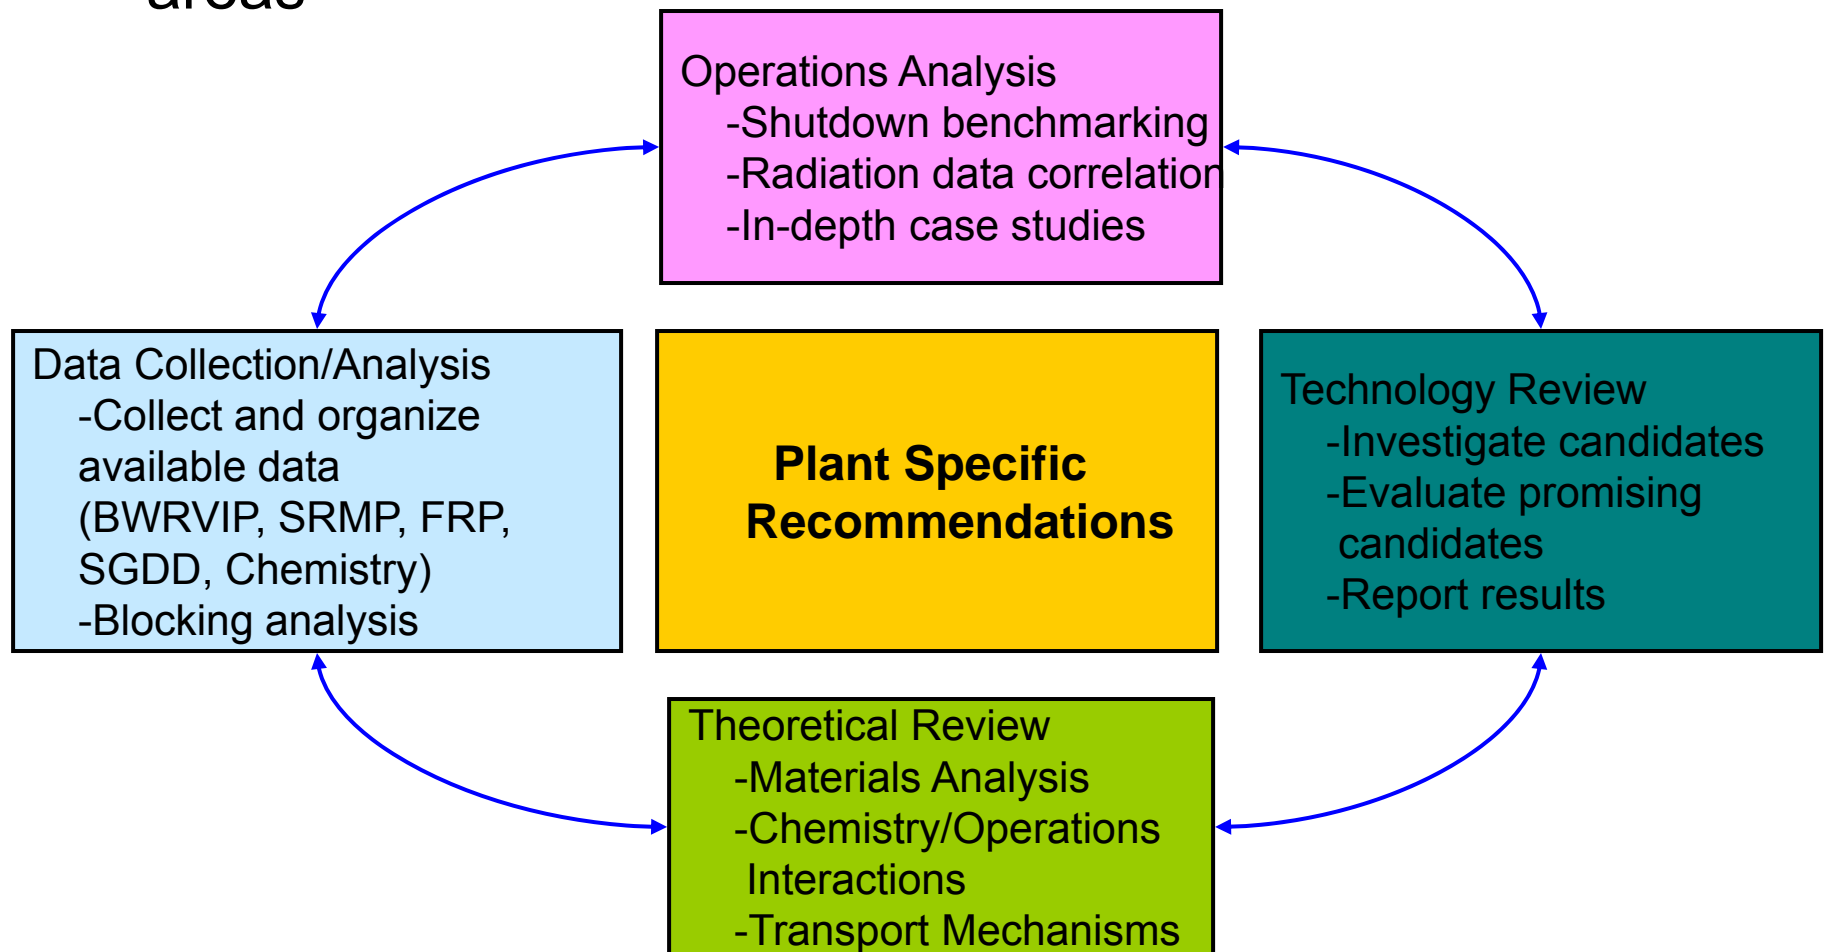 areas
Operations Analysis
-Shutdown benchmarking
-Radiation data correlation
-In-depth case studies
Data Collection/Analysis
-Collect and organize
available data
(BWRVIP, SRMP, FRP,
SGDD, Chemistry)
-Blocking analysis
Plant Specific
Recommendations
Technology Review
-Investigate candidates
-Evaluate promising
candidates
-Report results
Theoretical Review
-Materials Analysis
-Chemistry/Operations
Interactions
-Transport Mechanisms